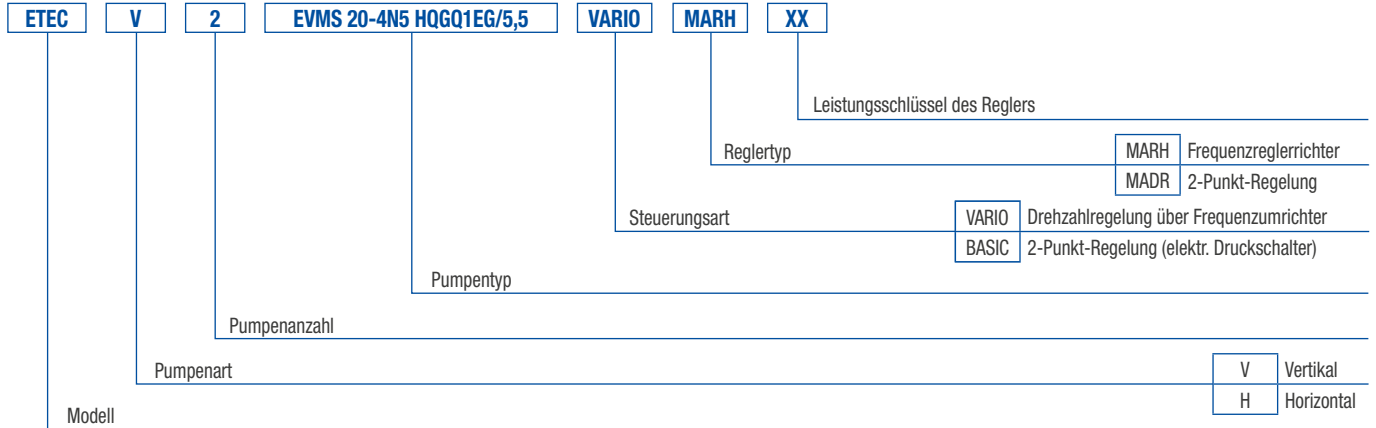 ETEC V 2 EVMS 20-4N5 HQGQ1EG/5,5 VARIO MARH XX
Leistungsschlüssel des Reglers
Reglertyp MARH Frequenzreglerrichter
MADR 2-Punkt-Regelung
Steuerungsart VARIO Drehzahlregelung über Frequenzumrichter
BASIC 2-Punkt-Regelung (elektr. Druckschalter)
Pumpentyp
Pumpenanzahl
Pumpenart V Vertikal
H Horizontal
Modell